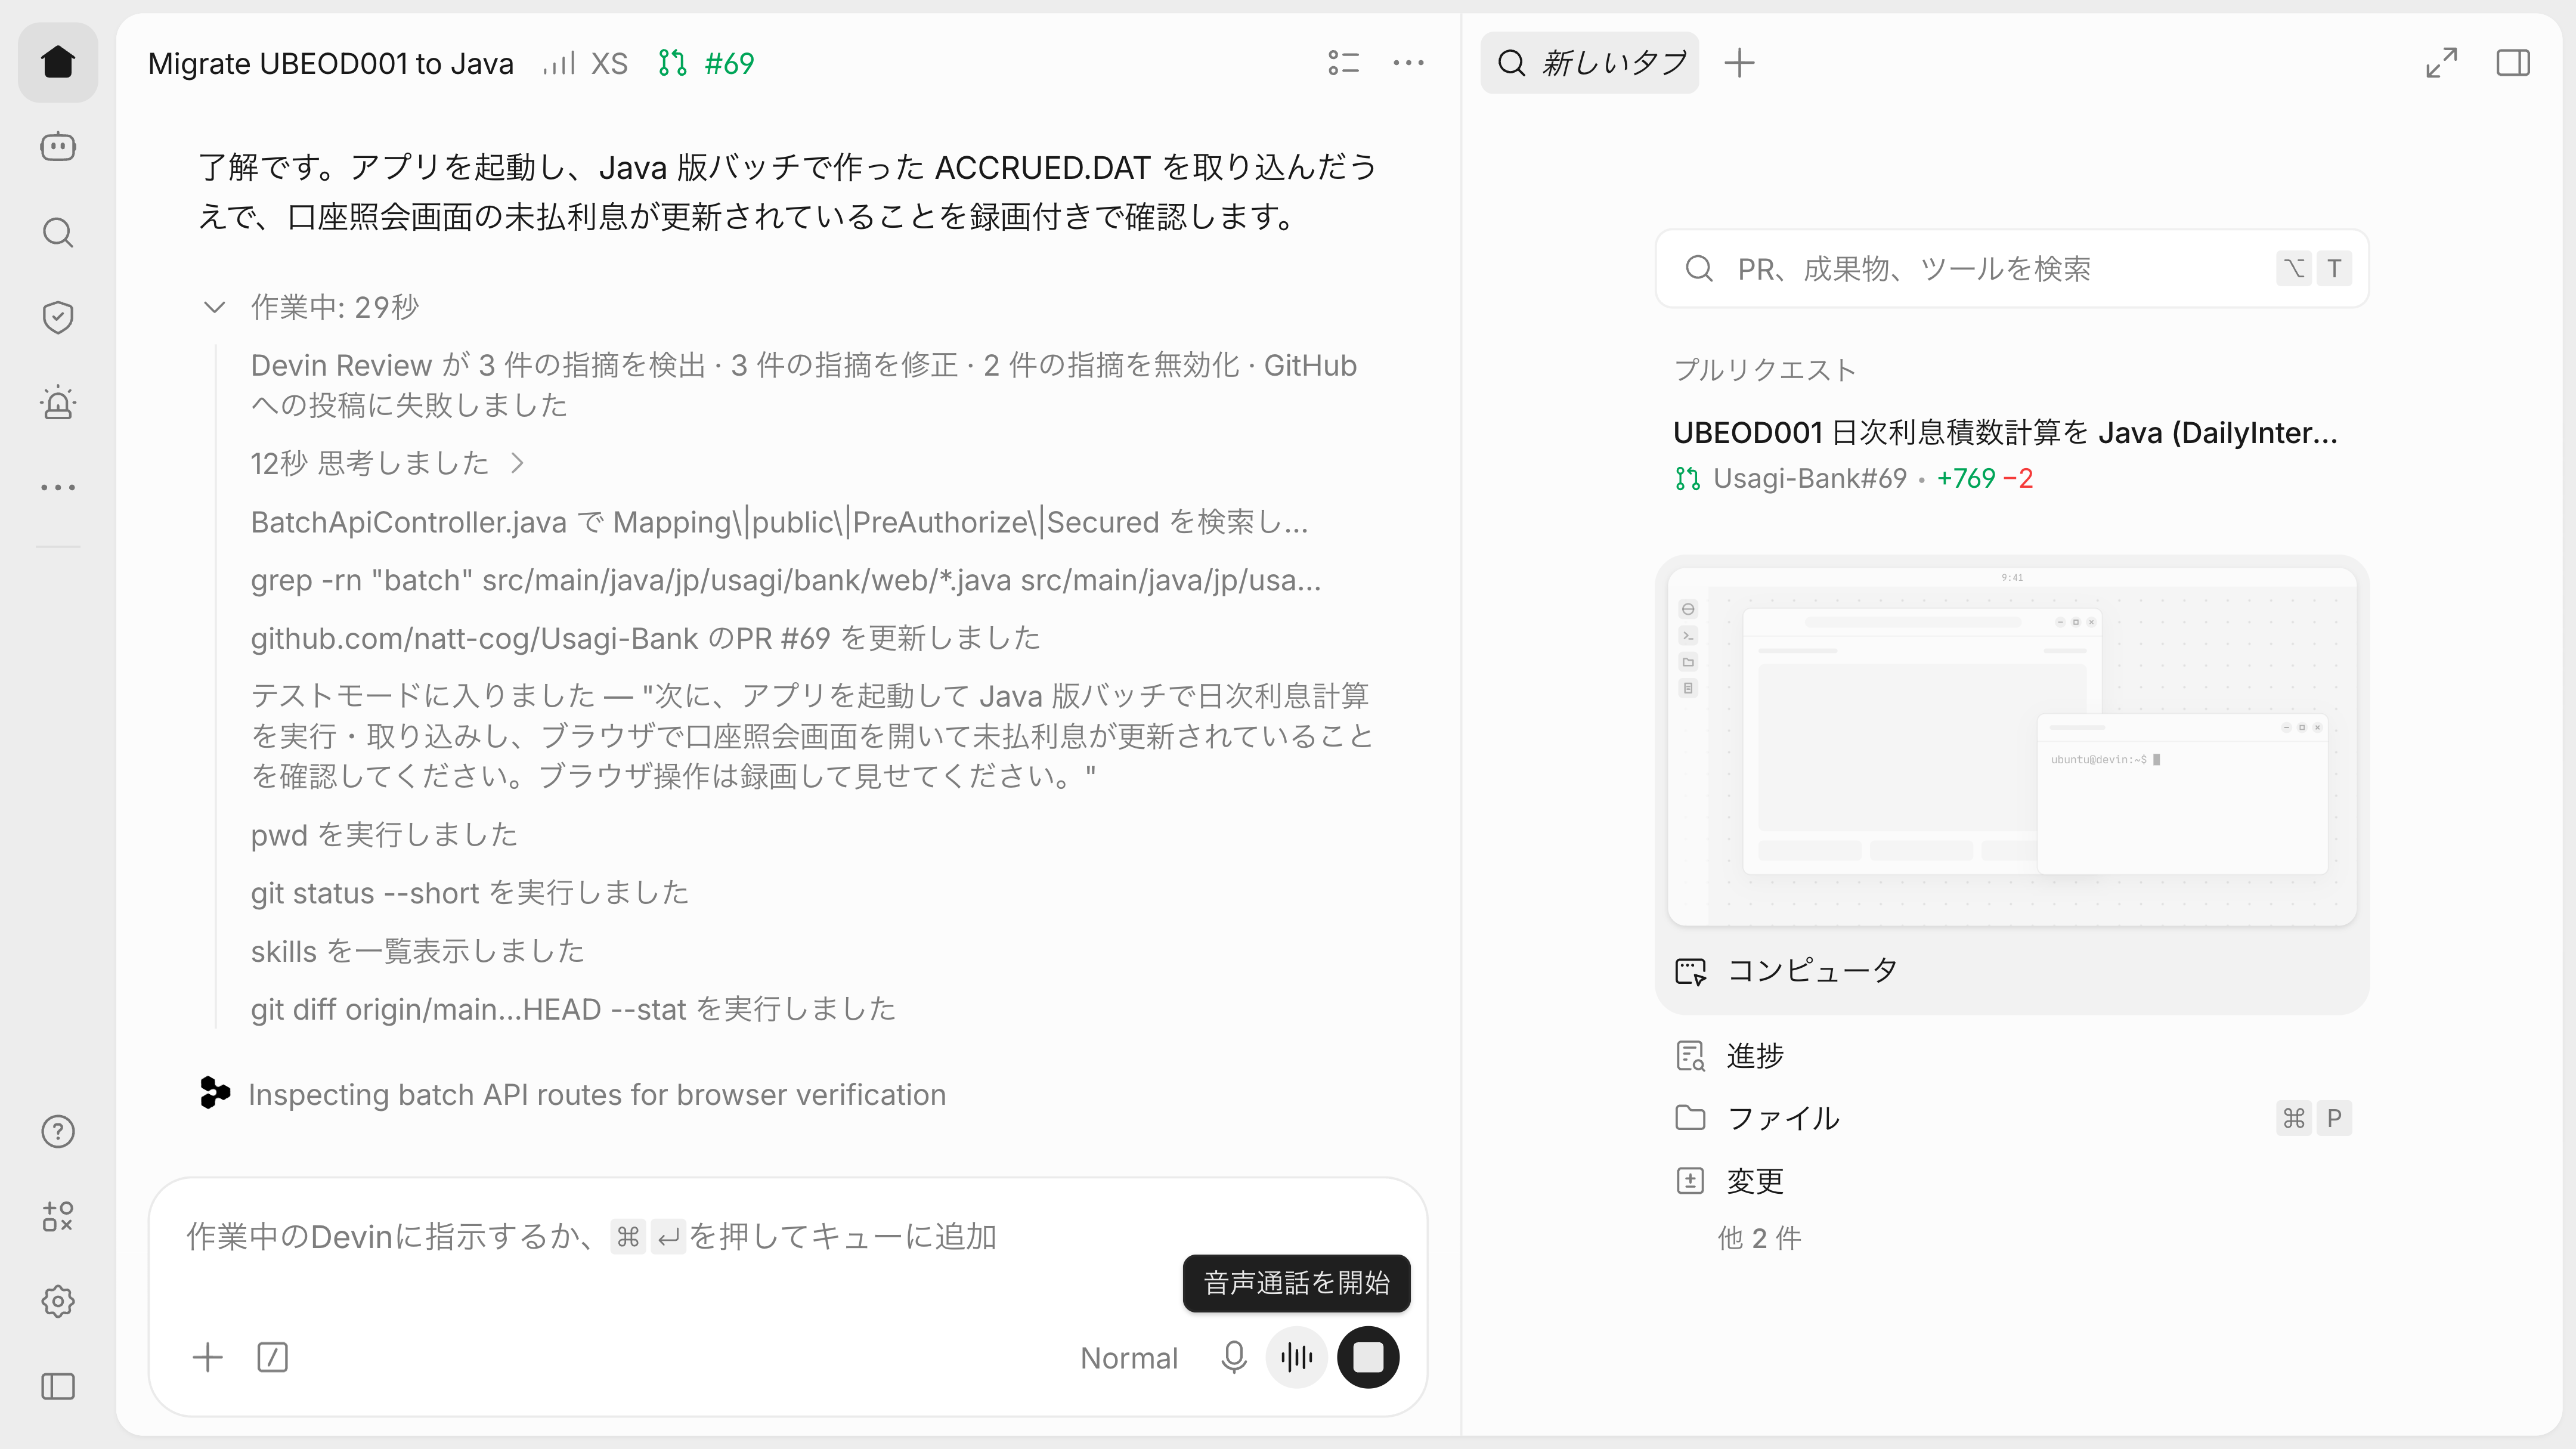 Migrate UBEOD001 to Java
XS
#69
了解です。アプリを起動し、Java 版バッチで作った ACCRUED.DAT を取り込んだう
えで、口座照会画面の未払利息が更新されていることを録画付きで確認します。
作業中: 29秒
Devin Review が 3 件の指摘を検出 · 3 件の指摘を修正 · 2 件の指摘を無効化 · GitHub
への投稿に失敗しました
12秒 思考しました
BatchApiController.java で Mapping\|public\|PreAuthorize\|Secured を検索し...
grep -rn "batch" src/main/java/jp/usagi/bank/web/*.java src/main/java/jp/usa...
github.com/natt-cog/Usagi-Bank のPR #69 を更新しました
テストモードに入りました — "次に、アプリを起動して Java 版バッチで日次利息計算
を実行・取り込みし、ブラウザで口座照会画面を開いて未払利息が更新されていること
を確認してください。ブラウザ操作は録画して見せてください。"
pwd を実行しました
git status --short を実行しました
skills を一覧表示しました
git diff origin/main...HEAD --stat を実行しました
Inspecting batch API routes for browser verification
作業中のDevinに指示するか、⌘ ↵ を押してキューに追加
音声通話を開始
Normal
新しいタブ
PR、成果物、ツールを検索
⌥ T
プルリクエスト
UBEOD001 日次利息積数計算を Java (DailyInter...
Usagi-Bank#69 • +769 −2
9:41
ubuntu@devin:~$
コンピュータ
進捗
ファイル
⌘ P
変更
他 2 件